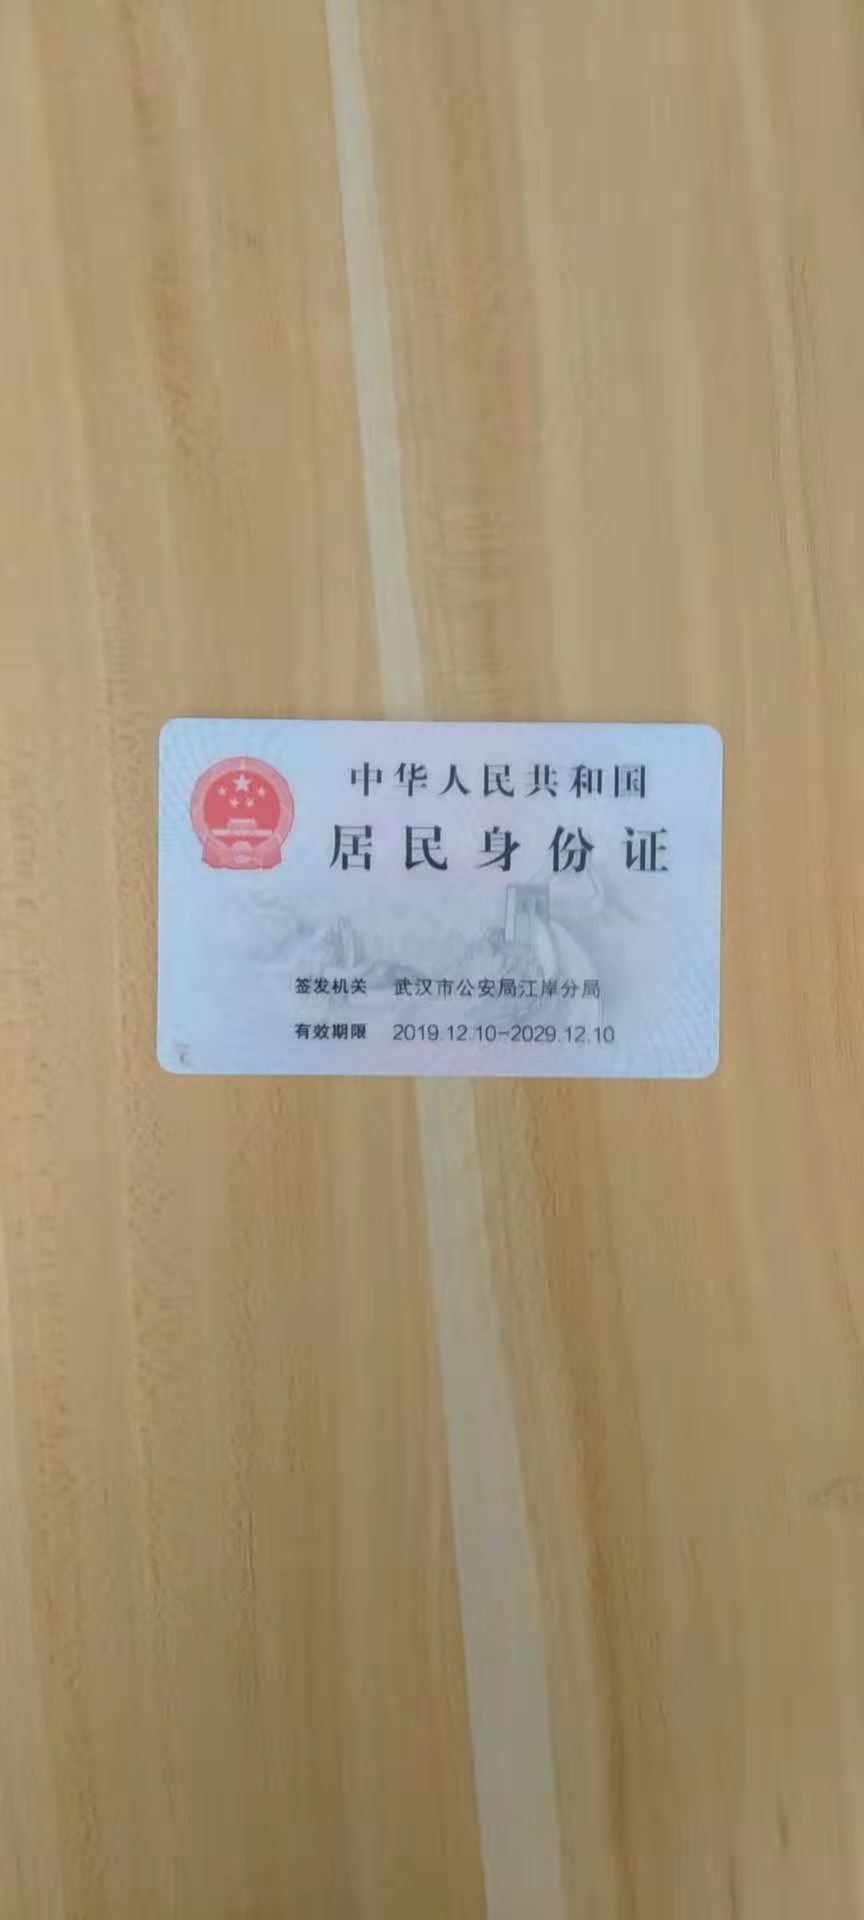 中华人民共和国
居民身份证
签发机关 武汉市公安局江岸分局
有效期限 2019.12.10-2029.12.10